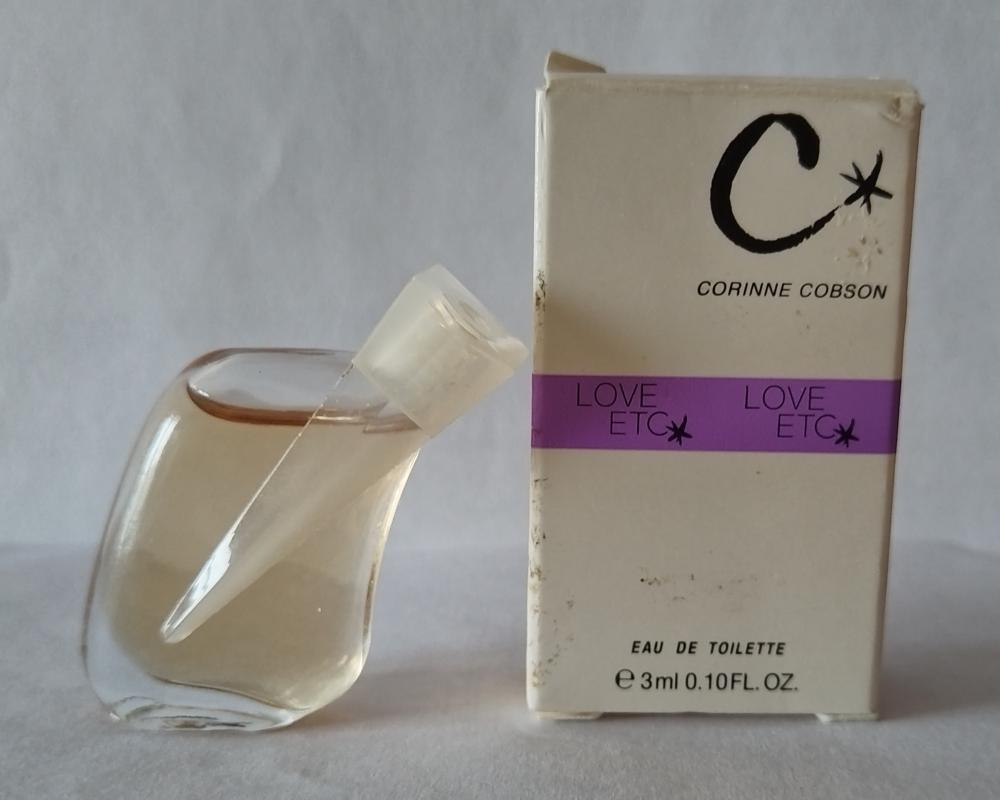 C
CORINNE COBSON
LOVE LOVE
ETC ETC
EAU DE TOILETTE
℮ 3ml 0.10FL. OZ.